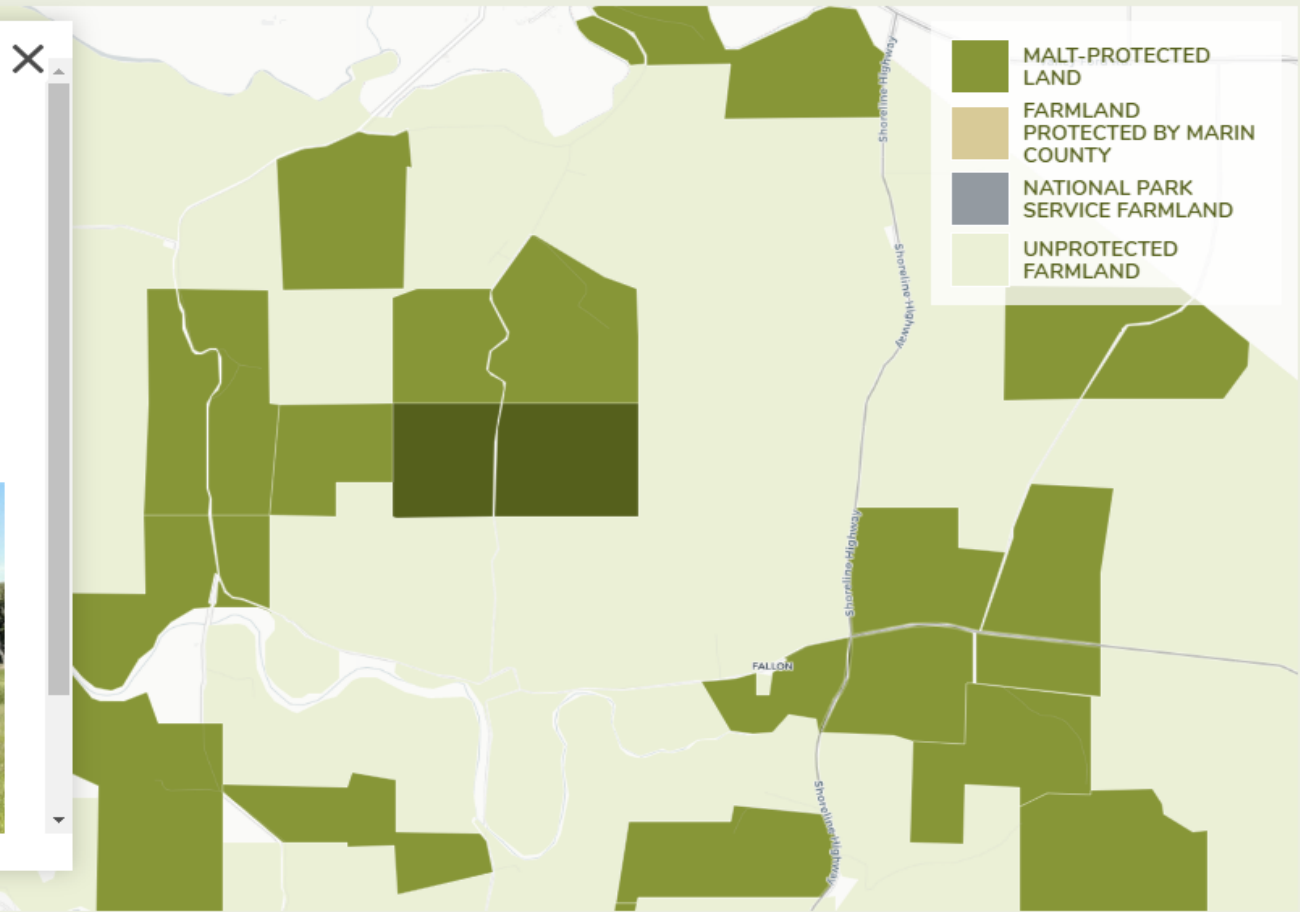 MALT-PROTECTED
LAND
FARMLAND
PROTECTED BY MARIN
COUNTY
NATIONAL PARK
SERVICE FARMLAND
UNPROTECTED
FARMLAND
Shoreline Highway
Shoreline Highway
Shoreline Highway
FALLON
Shoreline Highway